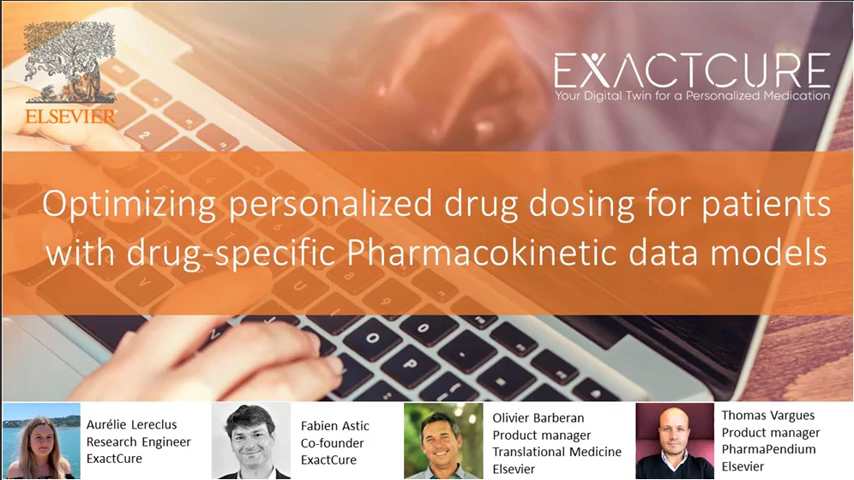 ELSEVIER
EXACTCURE
Your Digital Twin for a Personalized Medication
Optimizing personalized drug dosing for patients
with drug-specific Pharmacokinetic data models
Aurélie Lereclus
Research Engineer
ExactCure
Fabien Astic
Co-founder
ExactCure
Olivier Barberan
Product manager
Translational Medicine
Elsevier
Thomas Vargues
Product manager
PharmaPendium
Elsevier